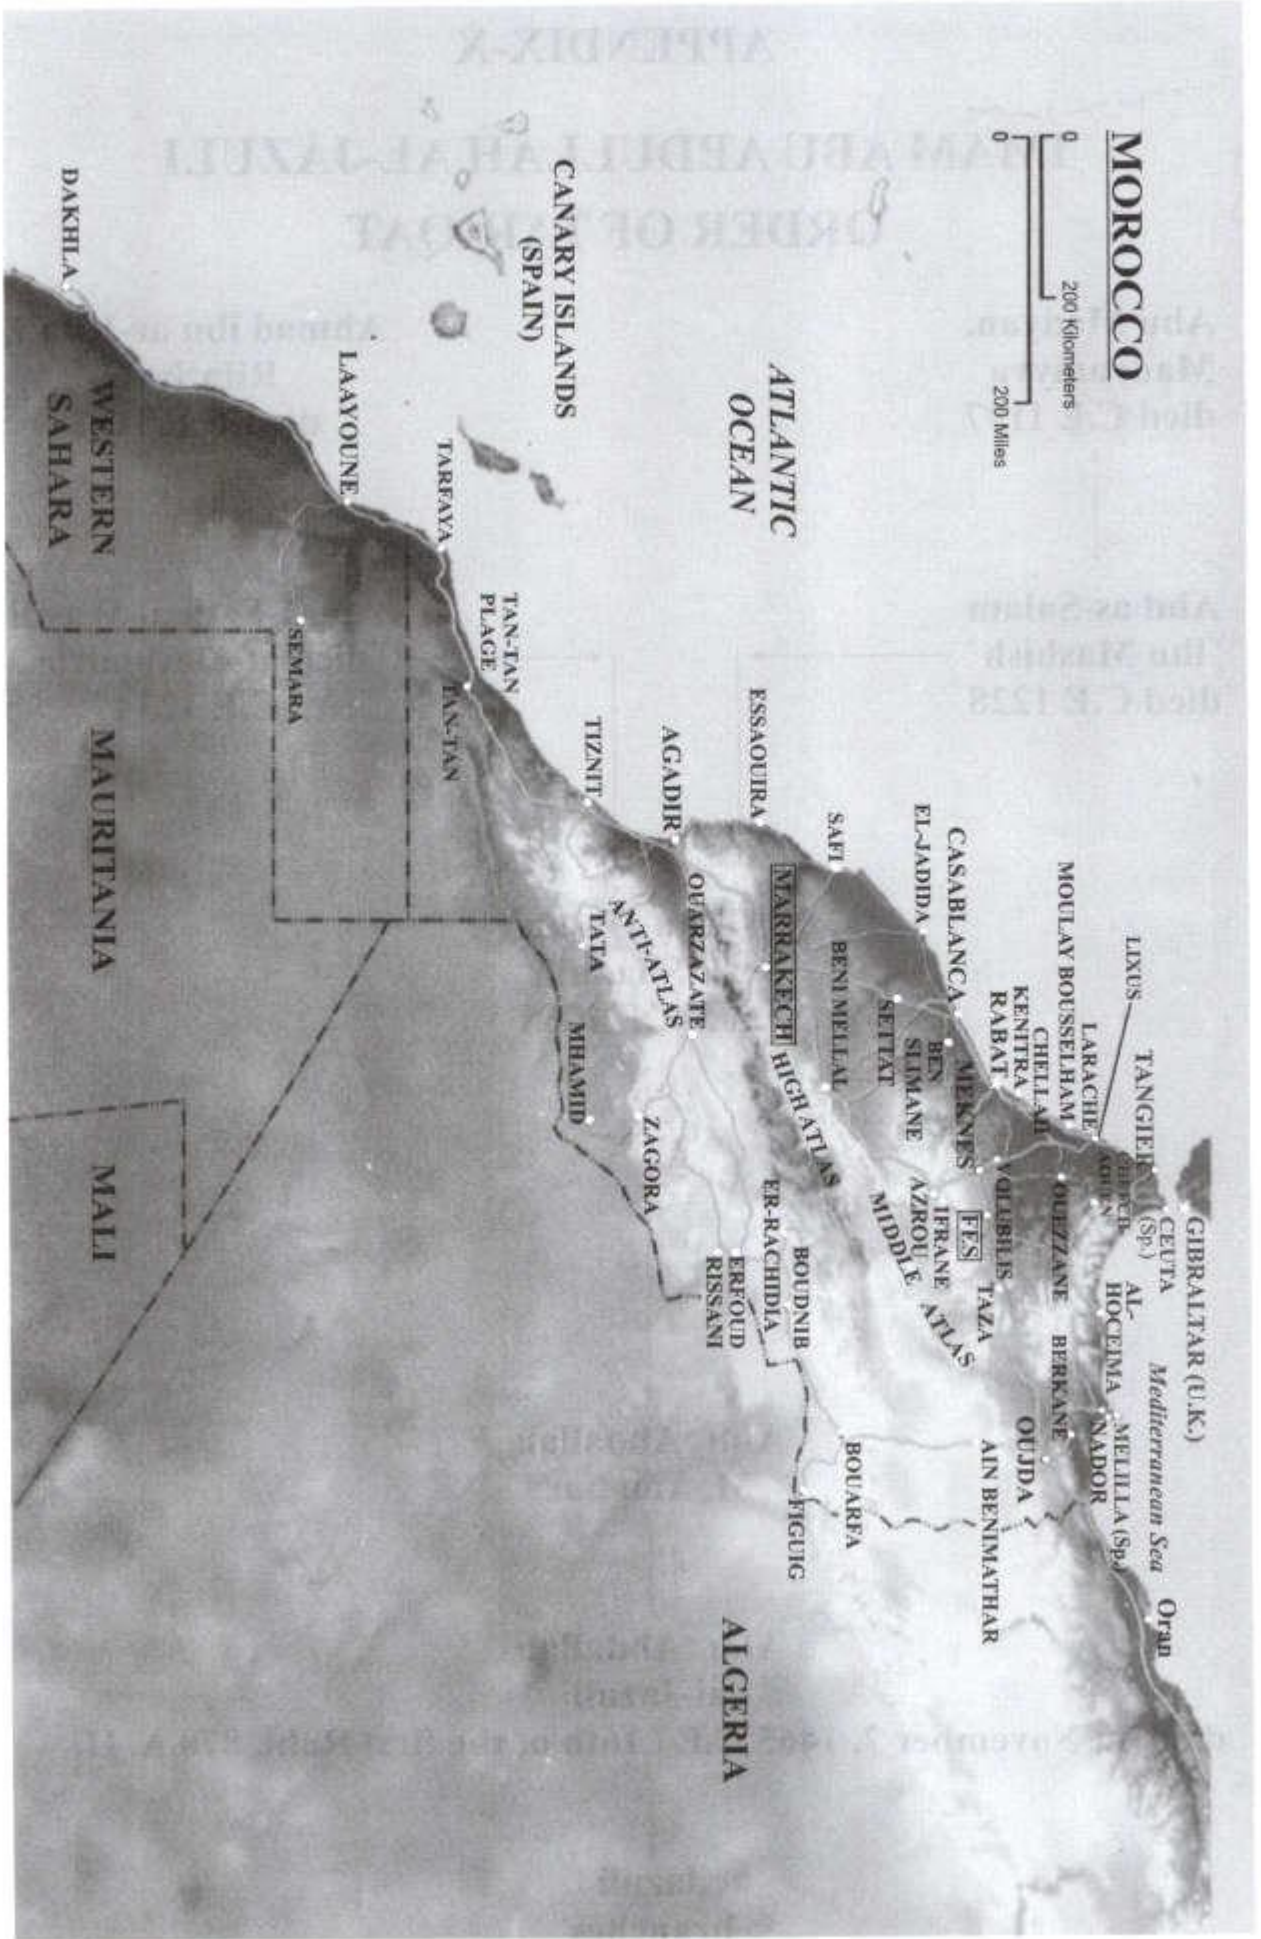 MOROCCO
0
200 Kilometers
0
200 Miles
ATLANTIC
OCEAN
CANARY ISLANDS
(SPAIN)
GIBRALTAR (U.K.)
Mediterranean Sea
Oran
TANGIER
CEUTA
(Sp.)
LIXUS
AL-
HOCEIMA
MELILLA (Sp.)
NADOR
LARACHE
MOULAY BOUSSELHAM
OUEZZANE
BERKANE
CHELLAH
KENITRA
RABAT
OUJDA
VOLUBILIS
TAZA
AIN BENIMATHAR
CASABLANCA
MEKNES
FES
EL-JADIDA
BEN
SLIMANE
IFRANE
AZROU
SETTAT
MIDDLE ATLAS
SAFI
BENI MELLAL
BOUARFA
ESSAOUIRA
MARRAKECH
HIGH ATLAS
BOUDNIB
ER-RACHIDIA
FIGUIG
ALGERIA
AGADIR
OUARZAZATE
ERFOUD
RISSANI
ANTI-ATLAS
ZAGORA
TIZNIT
TATA
MHAMID
TAN-TAN
PLAGE
TAN-TAN
TARFAYA
LAAYOUNE
SEMARA
WESTERN
SAHARA
MAURITANIA
MALI
DAKHLA